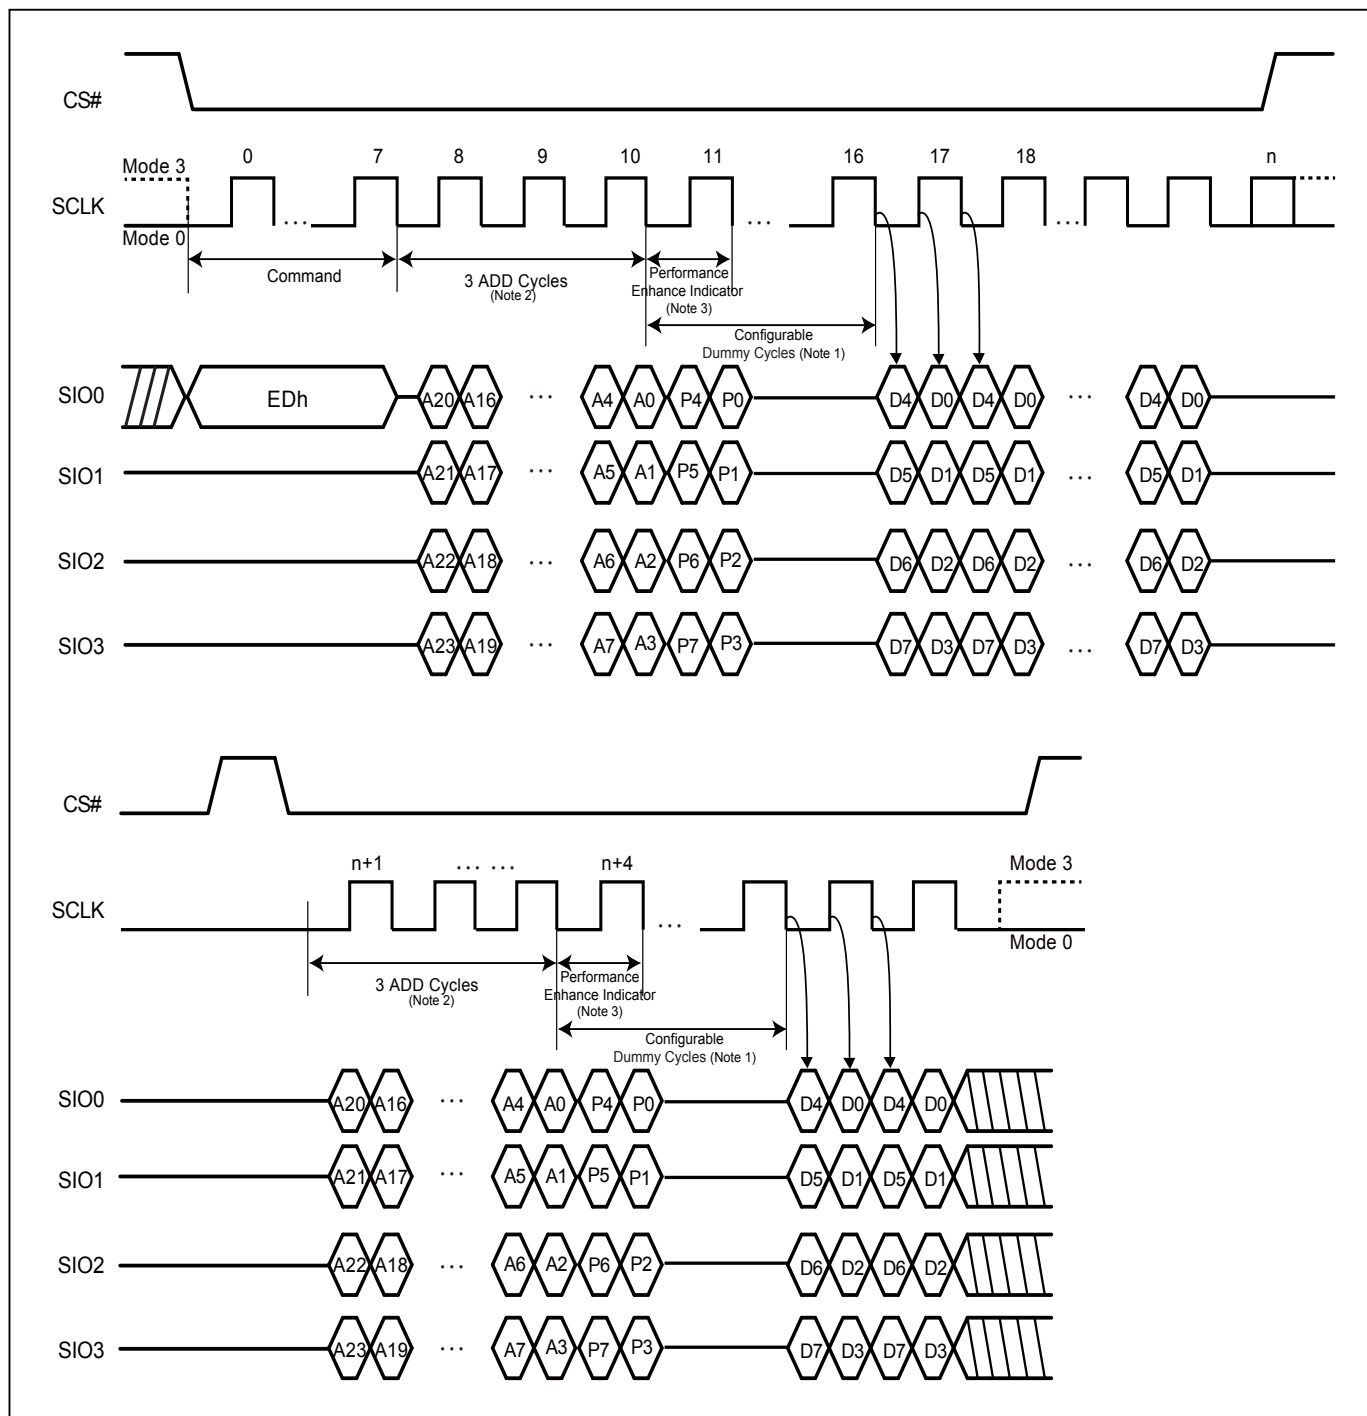 CS#
0 7 8 9 10 11 16 17 18 n
Mode 3
SCLK
... ... ...
Mode 0
Command
3 ADD Cycles
(Note 2)
Performance
Enhance Indicator
(Note 3)
Configurable
Dummy Cycles (Note 1)
SIO0 EDh A20 A16 ... A4 A0 P4 P0 D4 D0 D4 D0 ... D4 D0
SIO1 A21 A17 ... A5 A1 P5 P1 D5 D1 D5 D1 ... D5 D1
SIO2 A22 A18 ... A6 A2 P6 P2 D6 D2 D6 D2 ... D6 D2
SIO3 A23 A19 ... A7 A3 P7 P3 D7 D3 D7 D3 ... D7 D3
CS#
n+1 ... ... n+4
Mode 3
SCLK
...
Mode 0
3 ADD Cycles
(Note 2)
Performance
Enhance Indicator
(Note 3)
Configurable
Dummy Cycles (Note 1)
SIO0 A20 A16 ... A4 A0 P4 P0 D4 D0 D4 D0
SIO1 A21 A17 ... A5 A1 P5 P1 D5 D1 D5 D1
SIO2 A22 A18 ... A6 A2 P6 P2 D6 D2 D6 D2
SIO3 A23 A19 ... A7 A3 P7 P3 D7 D3 D7 D3